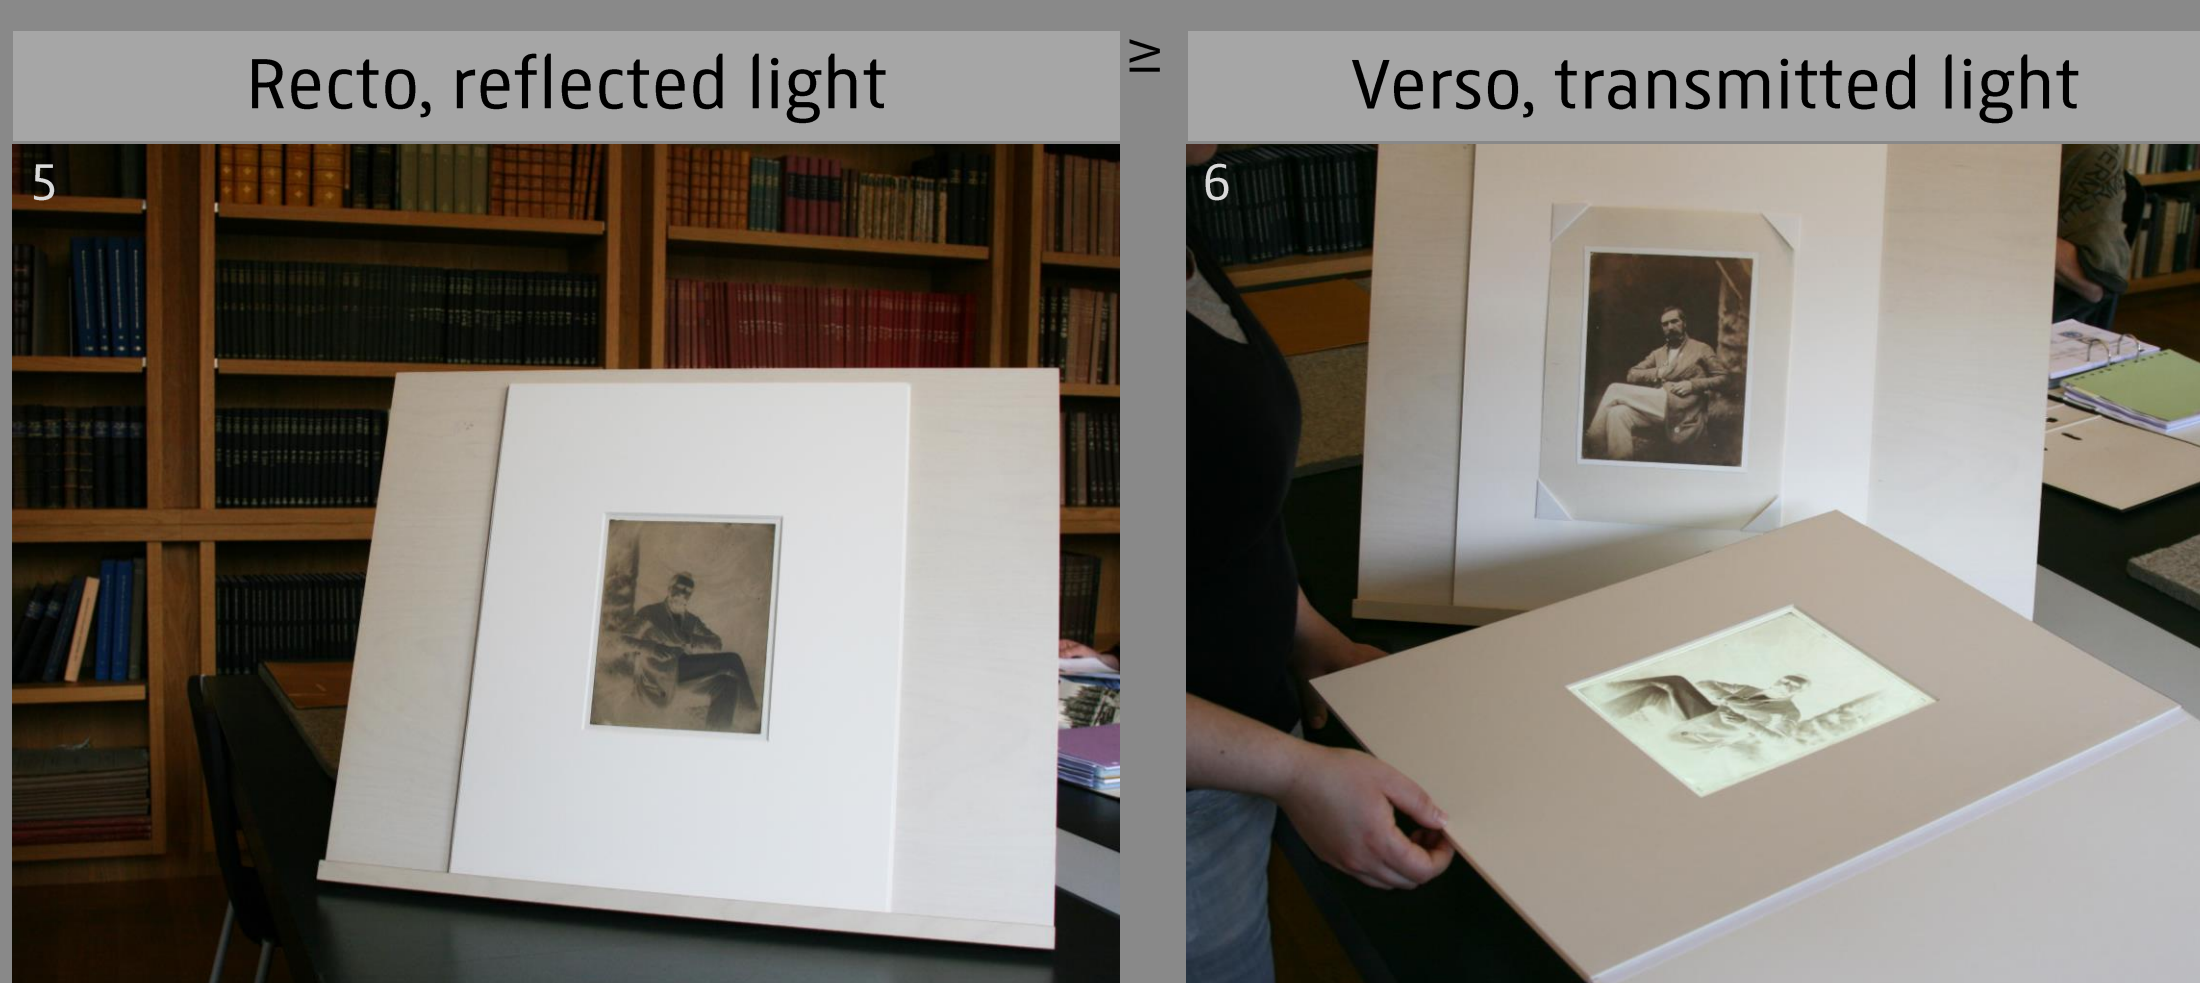 Recto, reflected light
≥
Verso, transmitted light
5
6